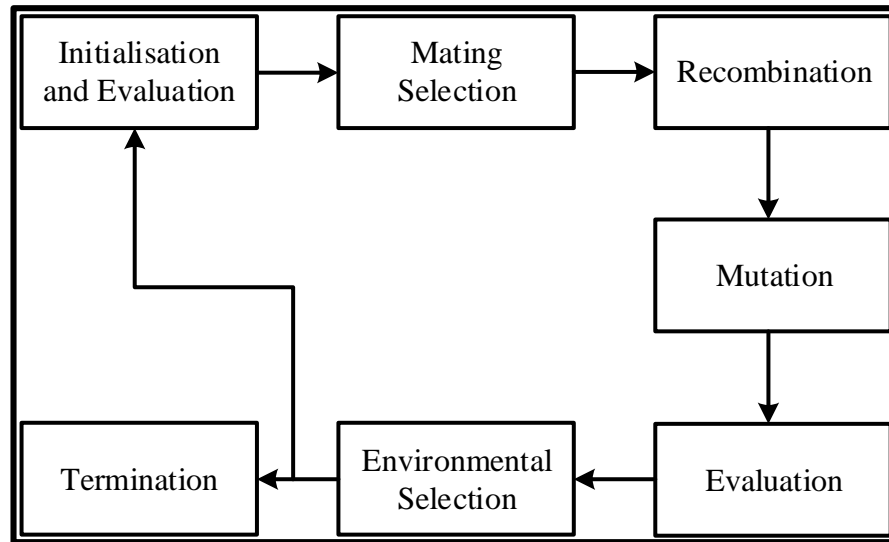 Initialisation
and Evaluation
Mating
Selection
Recombination
Mutation
Evaluation
Environmental
Selection
Termination